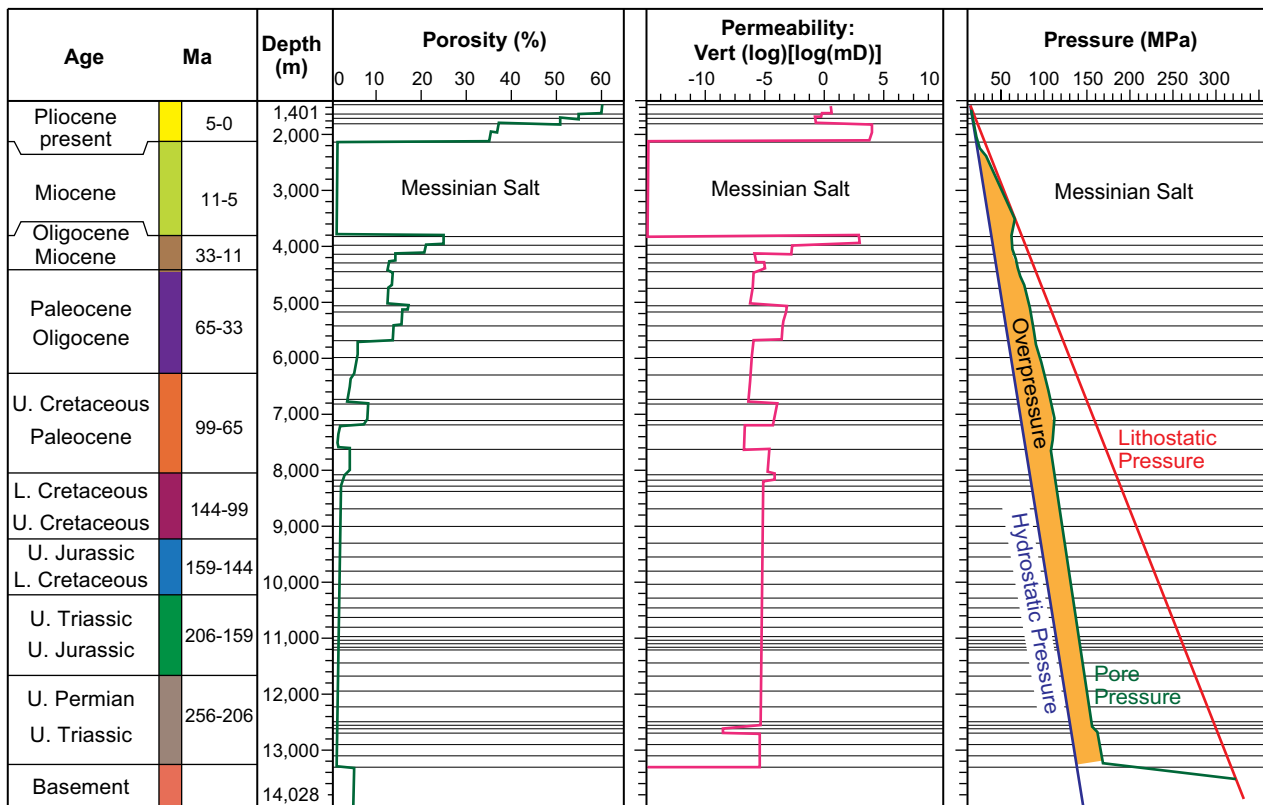 Age
Ma
Depth
(m)
Porosity (%)
0 10 20 30 40 50 60
Permeability:
Vert (log)[log(mD)]
-10 -5 0 5 10
Pressure (MPa)
50 100 150 200 250 300
Pliocene
present
5-0
Miocene
11-5
Oligocene
Miocene
33-11
Paleocene
Oligocene
65-33
U. Cretaceous
Paleocene
99-65
L. Cretaceous
U. Cretaceous
144-99
U. Jurassic
L. Cretaceous
159-144
U. Triassic
U. Jurassic
206-159
U. Permian
U. Triassic
256-206
Basement
1,401
2,000
3,000
4,000
5,000
6,000
7,000
8,000
9,000
10,000
11,000
12,000
13,000
14,028
Messinian Salt
Messinian Salt
Messinian Salt
Overpressure
Lithostatic
Pressure
Hydrostatic Pressure
Pore
Pressure